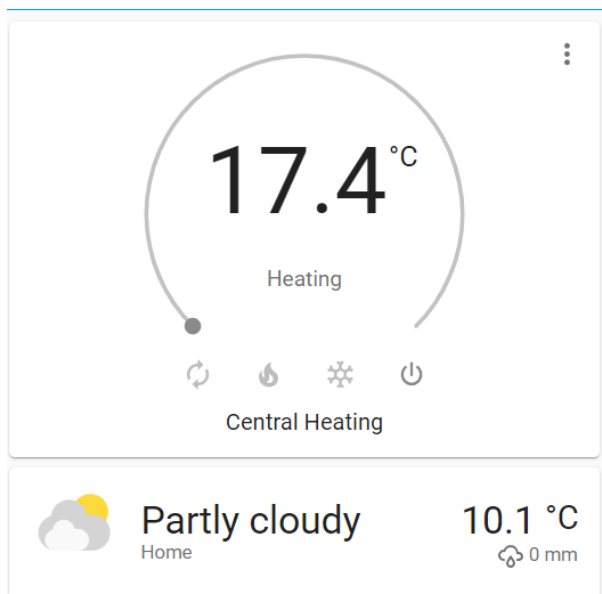 17.4 °C
Heating
Central Heating
Partly cloudy 10.1 °C
Home 0 mm